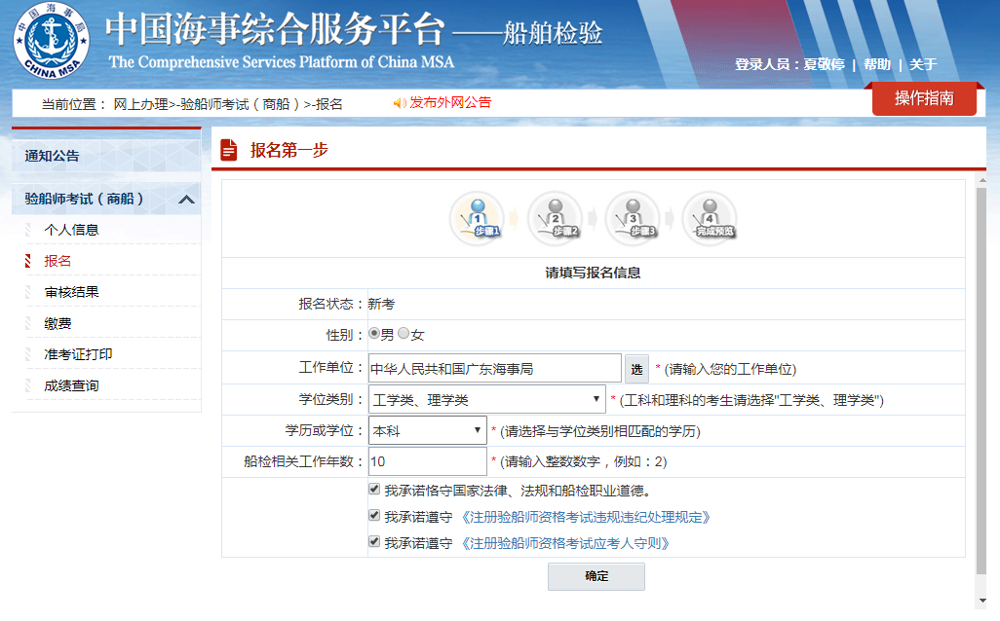 中国海事局
CHINA MSA
中国海事综合服务平台——船舶检验
The Comprehensive Services Platform of China MSA
登录人员：夏敬停 | 帮助 | 关于
当前位置： 网上办理>-验船师考试（商船）>-报名
发布外网公告
操作指南
通知公告
验船师考试（商船）
个人信息
报名
审核结果
缴费
准考证打印
成绩查询
报名第一步
1 步骤1
2 步骤2
3 步骤3
4 完成预览
请填写报名信息
报名状态：新考
性别：男 女
工作单位：中华人民共和国广东海事局 选 * (请输入您的工作单位)
学位类别：工学类、理学类 * (工科和理科的考生请选择"工学类、理学类")
学历或学位：本科 * (请选择与学位类别相匹配的学历)
船检相关工作年数：10 * (请输入整数数字，例如：2)
我承诺恪守国家法律、法规和船检职业道德。
我承诺遵守 《注册验船师资格考试违规违纪处理规定》
我承诺遵守 《注册验船师资格考试应考人守则》
确定